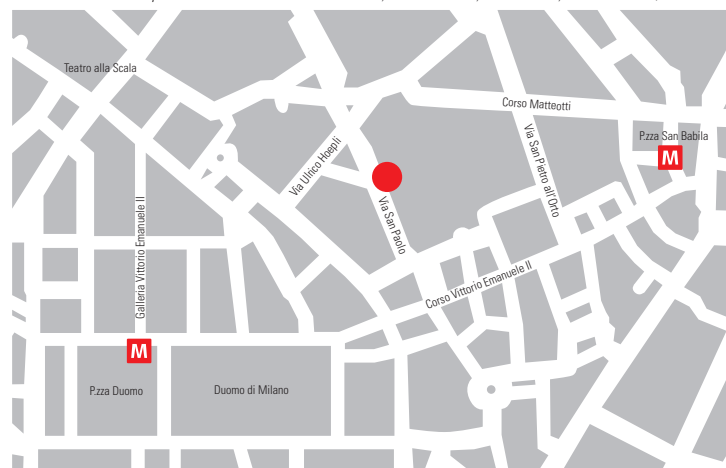 Teatro alla Scala
Corso Matteotti
P.zza San Babila
M
Via San Pietro all'Orto
Via Ulrico Hoepli
Via San Paolo
Galleria Vittorio Emanuele II
Corso Vittorio Emanuele II
M
P.zza Duomo
Duomo di Milano